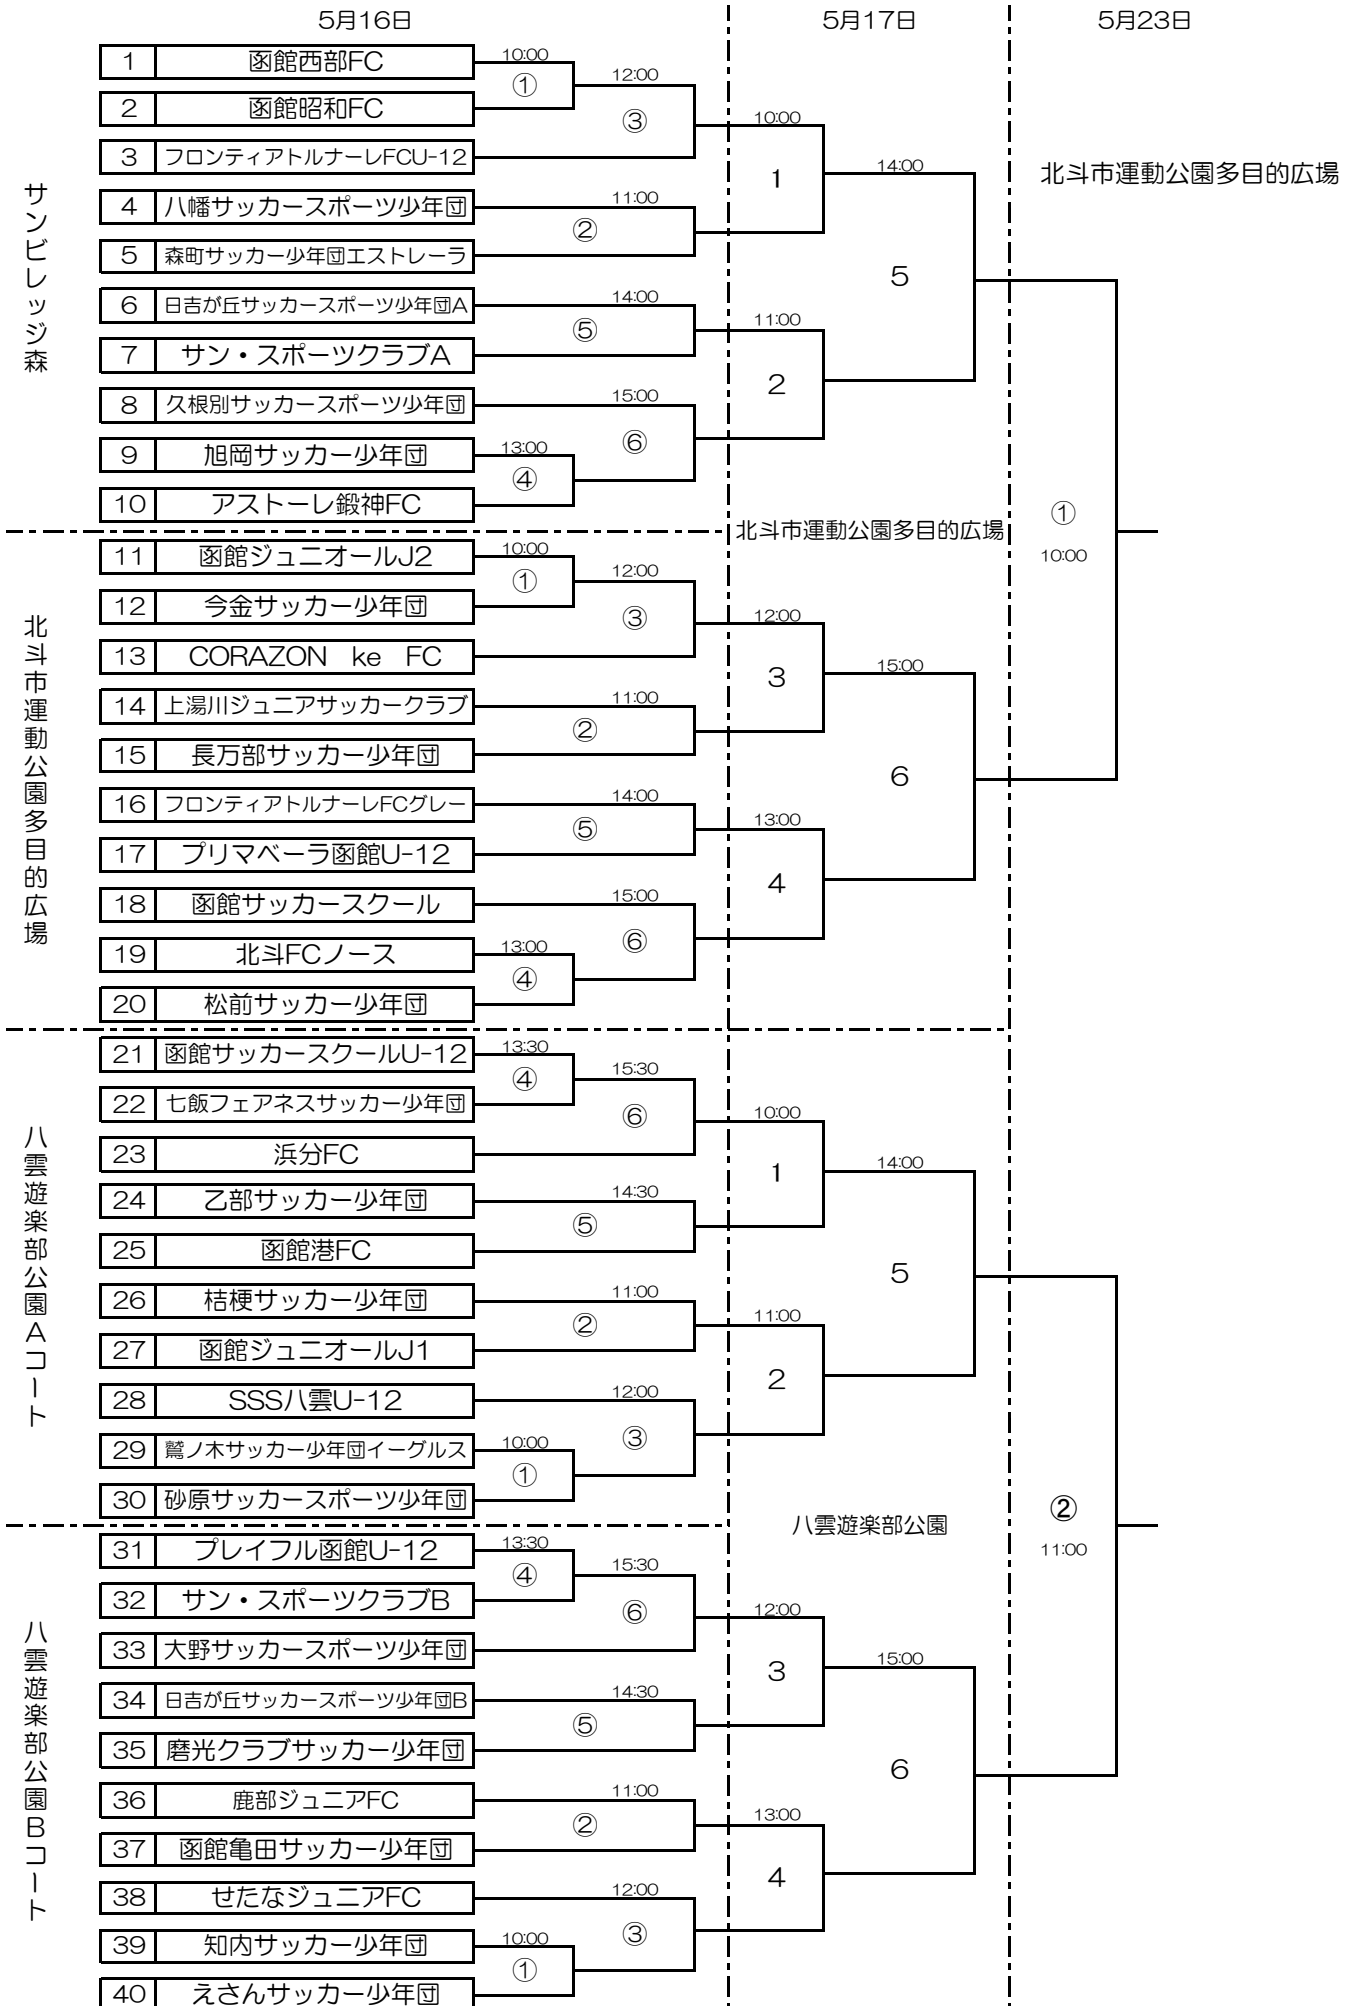 5月16日
5月17日
5月23日
サンビレッジ森
1 函館西部FC
10:00
①
2 函館昭和FC
12:00
③
3 フロンティアトルナーレFCU-12
4 八幡サッカースポーツ少年団
11:00
②
5 森町サッカー少年団エストレーラ
6 日吉が丘サッカースポーツ少年団A
14:00
⑤
7 サン・スポーツクラブA
8 久根別サッカースポーツ少年団
15:00
⑥
9 旭岡サッカー少年団
13:00
④
10 アストーレ鍛神FC
10:00
1
14:00
5
11:00
2
北斗市運動公園多目的広場
北斗市運動公園多目的広場
①
10:00
北斗市運動公園多目的広場
11 函館ジュニオールJ2
10:00
①
12 今金サッカー少年団
12:00
③
13 CORAZON ke FC
14 上湯川ジュニアサッカークラブ
11:00
②
15 長万部サッカー少年団
16 フロンティアトルナーレFCグレー
14:00
⑤
17 プリマベーラ函館U-12
18 函館サッカースクール
15:00
⑥
19 北斗FCノース
13:00
④
20 松前サッカー少年団
12:00
3
15:00
6
13:00
4
八雲遊楽部公園Aコート
21 函館サッカースクールU-12
13:30
④
22 七飯フェアネスサッカー少年団
15:30
⑥
23 浜分FC
24 乙部サッカー少年団
14:30
⑤
25 函館港FC
26 桔梗サッカー少年団
11:00
②
27 函館ジュニオールJ1
28 SSS八雲U-12
12:00
③
29 鷲ノ木サッカー少年団イーグルス
10:00
①
30 砂原サッカースポーツ少年団
10:00
1
14:00
5
11:00
2
八雲遊楽部公園
②
11:00
八雲遊楽部公園Bコート
31 プレイフル函館U-12
13:30
④
32 サン・スポーツクラブB
15:30
⑥
33 大野サッカースポーツ少年団
34 日吉が丘サッカースポーツ少年団B
14:30
⑤
35 磨光クラブサッカー少年団
36 鹿部ジュニアFC
11:00
②
37 函館亀田サッカー少年団
38 せたなジュニアFC
12:00
③
39 知内サッカー少年団
10:00
①
40 えさんサッカー少年団
12:00
3
15:00
6
13:00
4